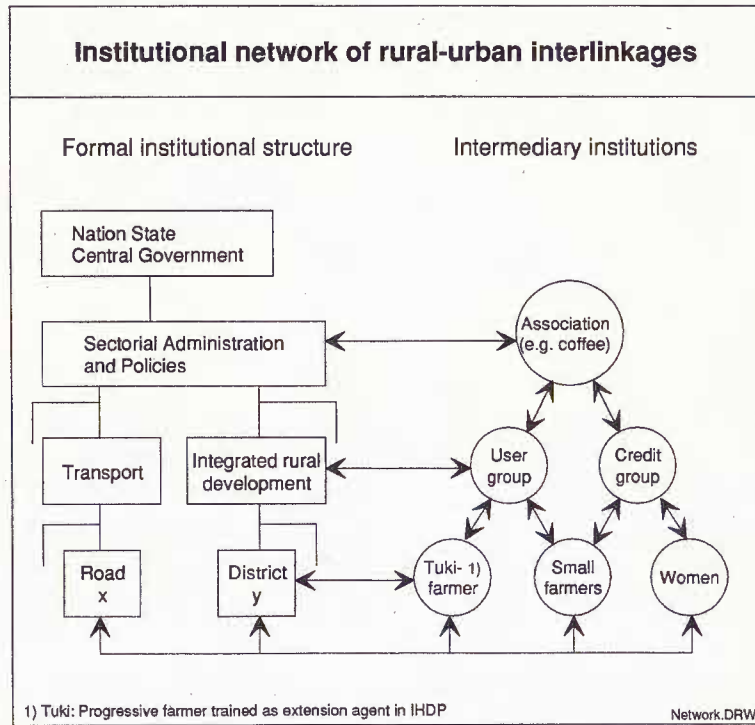 Institutional network of rural-urban interlinkages
Formal institutional structure
Intermediary institutions
Nation State
Central Government
Sectorial Administration
and Policies
Association
(e.g. coffee)
Transport
Integrated rural
development
User
group
Credit
group
Road
x
District
y
Tuki- 1)
farmer
Small
farmers
Women
1) Tuki: Progressive farmer trained as extension agent in IHDP
Network.DRW